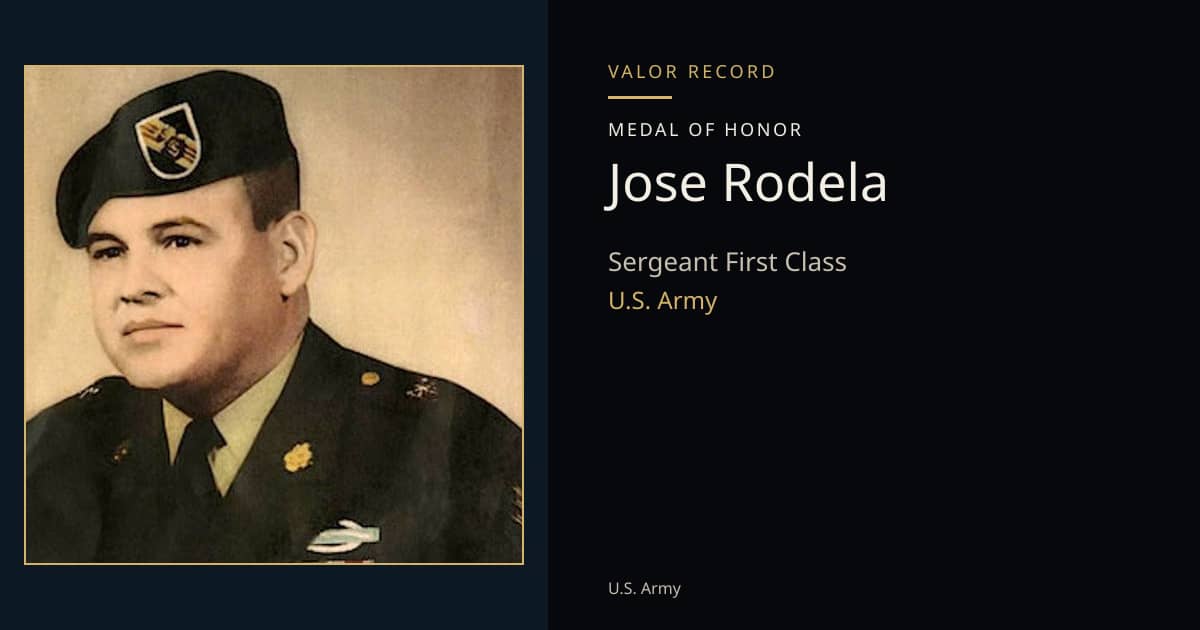 VALOR RECORD
MEDAL OF HONOR
Jose Rodela
Sergeant First Class
U.S. Army
U.S. Army